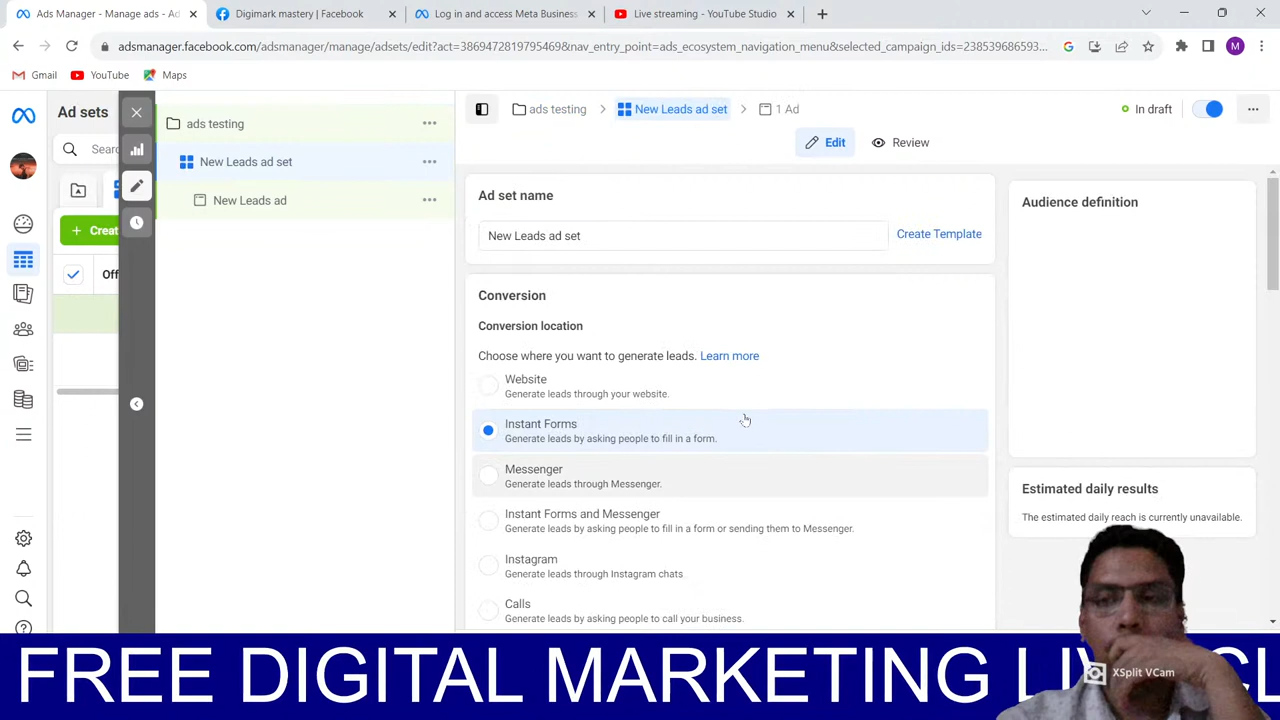 Ads Manager - Manage ads - Ad
Digimark mastery | Facebook
Log in and access Meta Business
Live streaming - YouTube Studio
adsmanager.facebook.com/adsmanager/manage/adsets/edit?act=3869472819795469&nav_entry_point=ads_ecosystem_navigation_menu&selected_campaign_ids=238539686593...
M
Gmail
YouTube
Maps
Ad sets
ads testing
ads testing
New Leads ad set
1 Ad
In draft
Edit
Review
Searc
New Leads ad set
New Leads ad
Creat
Off
Ad set name
New Leads ad set
Create Template
Audience definition
Conversion
Conversion location
Choose where you want to generate leads. Learn more
Website
Generate leads through your website.
Instant Forms
Generate leads by asking people to fill in a form.
Messenger
Generate leads through Messenger.
Instant Forms and Messenger
Generate leads by asking people to fill in a form or sending them to Messenger.
Instagram
Generate leads through Instagram chats
Calls
Generate leads by asking people to call your business.
Estimated daily results
The estimated daily reach is currently unavailable.
XSplit VCam
FREE DIGITAL MARKETING LIV CL